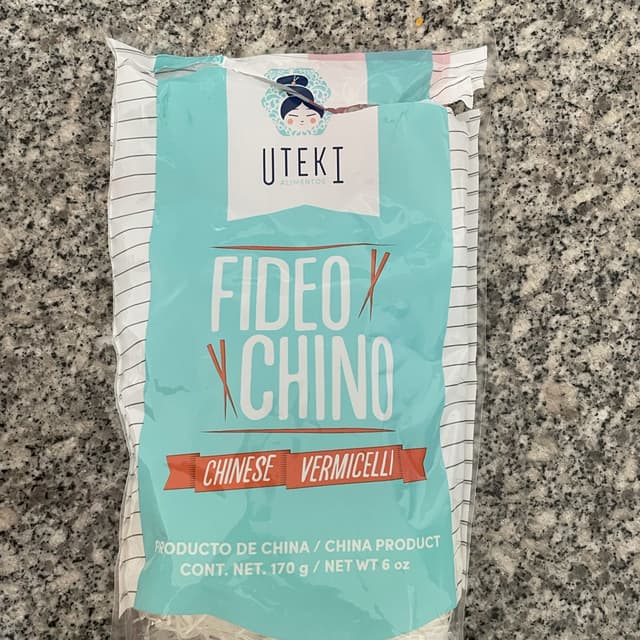 UTEKI
ALIMENTOS
FIDEO
CHINO
CHINESE VERMICELLI
PRODUCTO DE CHINA / CHINA PRODUCT
CONT. NET. 170 g / NET WT 6 oz